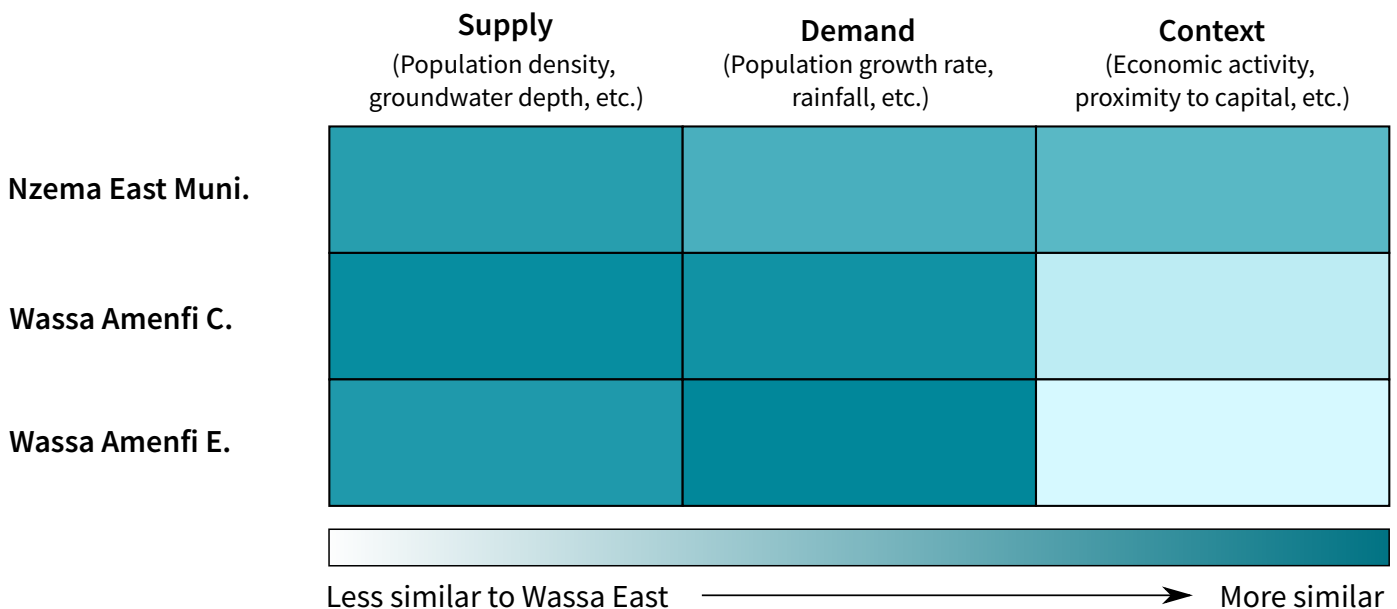 Supply
(Population density,
groundwater depth, etc.)
Demand
(Population growth rate,
rainfall, etc.)
Context
(Economic activity,
proximity to capital, etc.)
Nzema East Muni.
Wassa Amenfi C.
Wassa Amenfi E.
Less similar to Wassa East
More similar